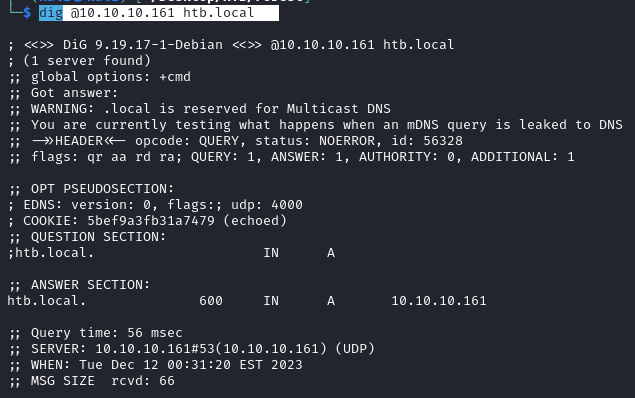 $ dig @10.10.10.161 htb.local
; <<>> DiG 9.19.17-1-Debian <<>> @10.10.10.161 htb.local
; (1 server found)
;; global options: +cmd
;; Got answer:
;; WARNING: .local is reserved for Multicast DNS
;; You are currently testing what happens when an mDNS query is leaked to DNS
;; ->>HEADER<<- opcode: QUERY, status: NOERROR, id: 56328
;; flags: qr aa rd ra; QUERY: 1, ANSWER: 1, AUTHORITY: 0, ADDITIONAL: 1
;; OPT PSEUDOSECTION:
; EDNS: version: 0, flags:; udp: 4000
; COOKIE: 5bef9a3fb31a7479 (echoed)
;; QUESTION SECTION:
;htb.local. IN A
;; ANSWER SECTION:
htb.local. 600 IN A 10.10.10.161
;; Query time: 56 msec
;; SERVER: 10.10.10.161#53(10.10.10.161) (UDP)
;; WHEN: Tue Dec 12 00:31:20 EST 2023
;; MSG SIZE rcvd: 66